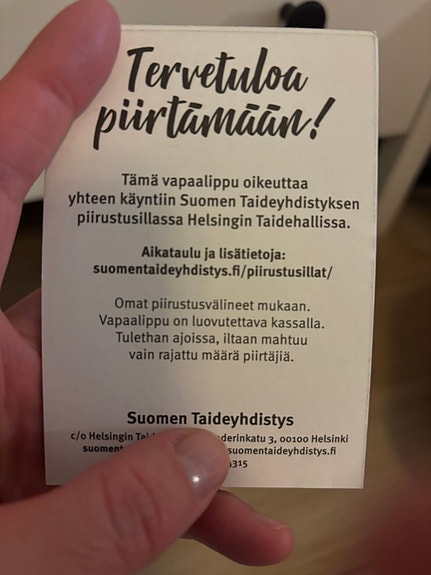 Tervetuloa
piirtämään!
Tämä vapaalippu oikeuttaa
yhteen käyntiin Suomen Taideyhdistyksen
piirustusillassa Helsingin Taidehallissa.
Aikataulu ja lisätietoja:
suomentaideyhdistys.fi/piirustusillat/
Omat piirustusvälineet mukaan.
Vapaalippu on luovutettava kassalla.
Tulethan ajoissa, iltaan mahtuu
vain rajattu määrä piirtäjiä.
Suomen Taideyhdistys
c/o Helsingin 3, 00100 Helsinki
suomentaideyhdistys.fi